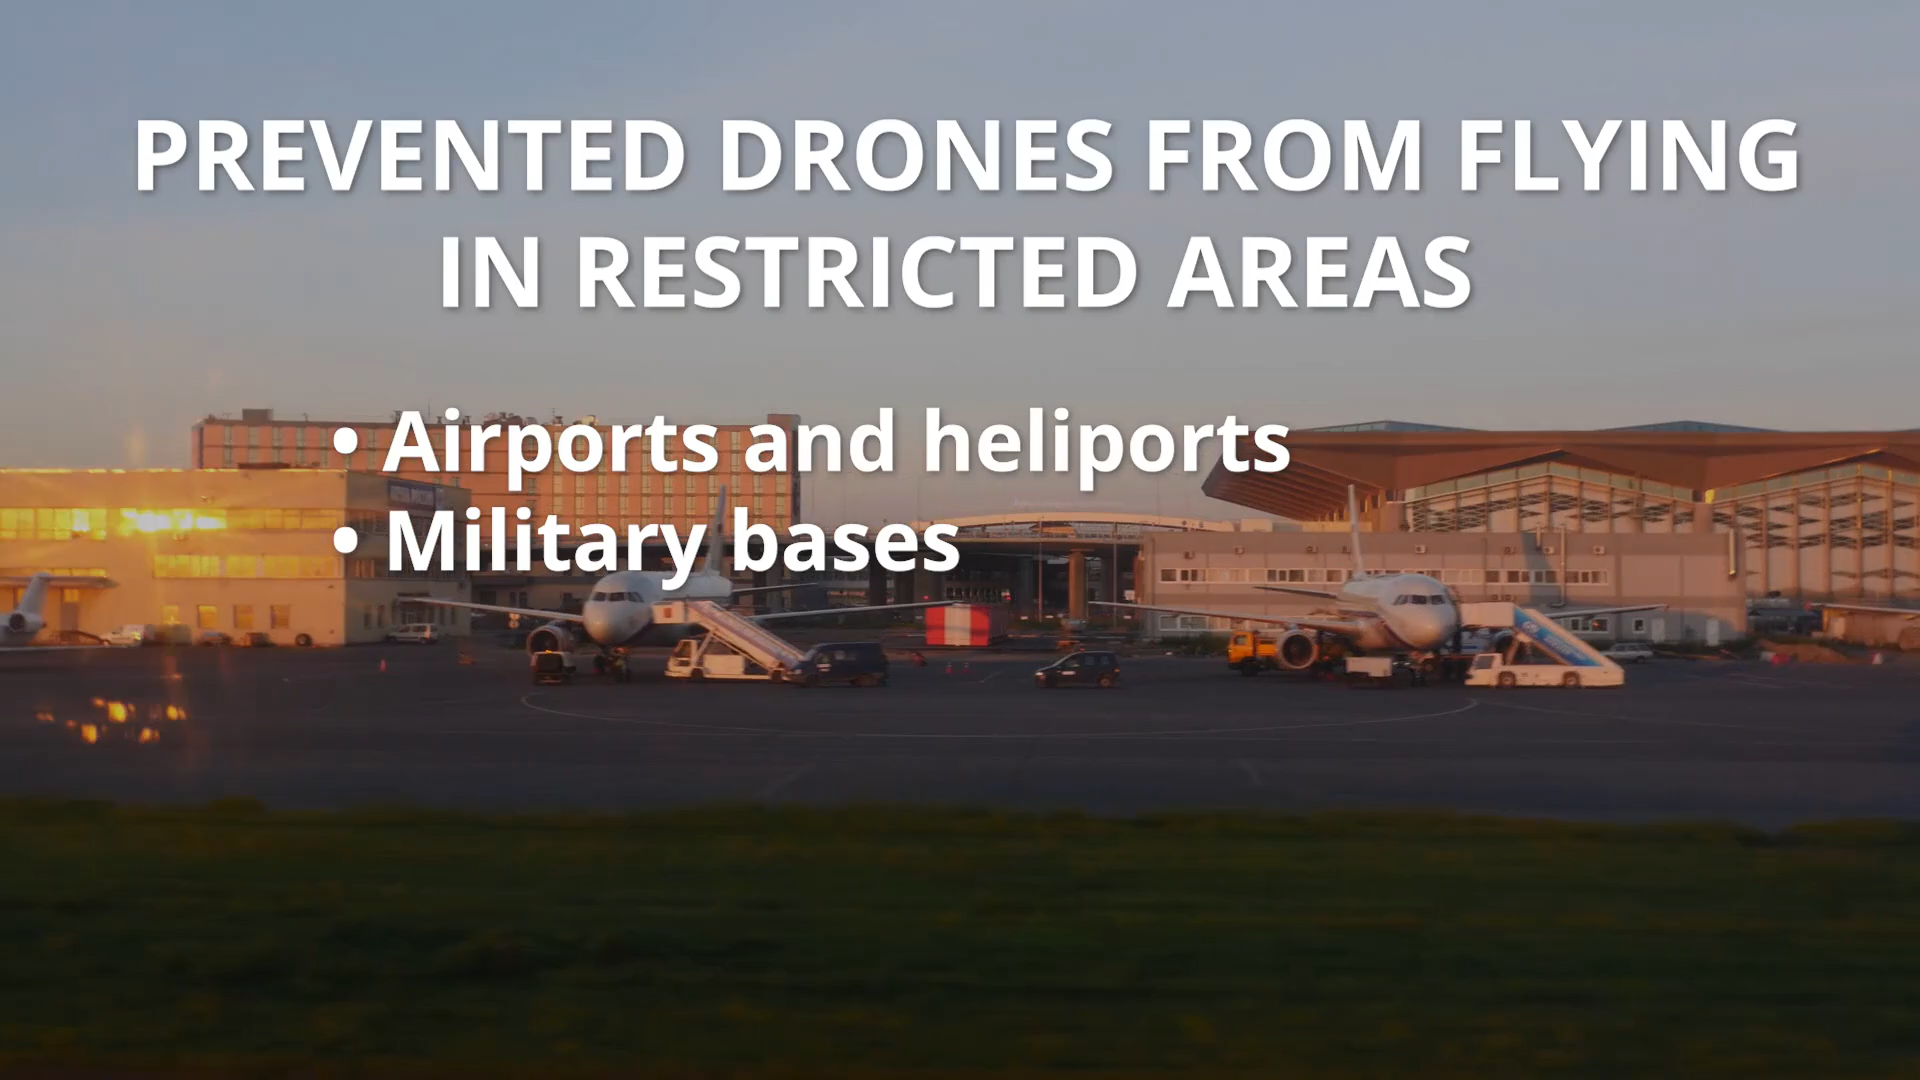 PREVENTED DRONES FROM FLYING
IN RESTRICTED AREAS
• Airports and heliports
• Military bases